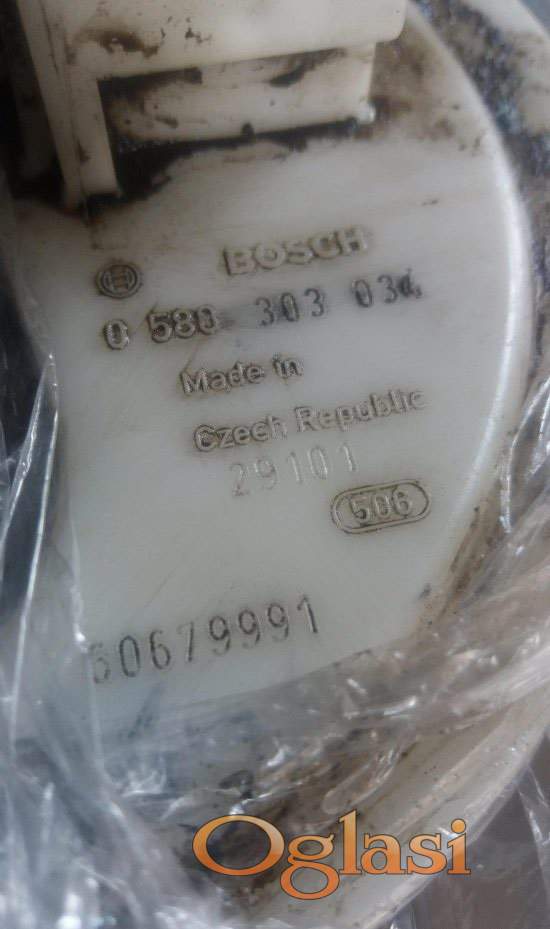 BOSCH
0 580 303 034
Made in
Czech Republic
29101
506
60679991
Oglasi